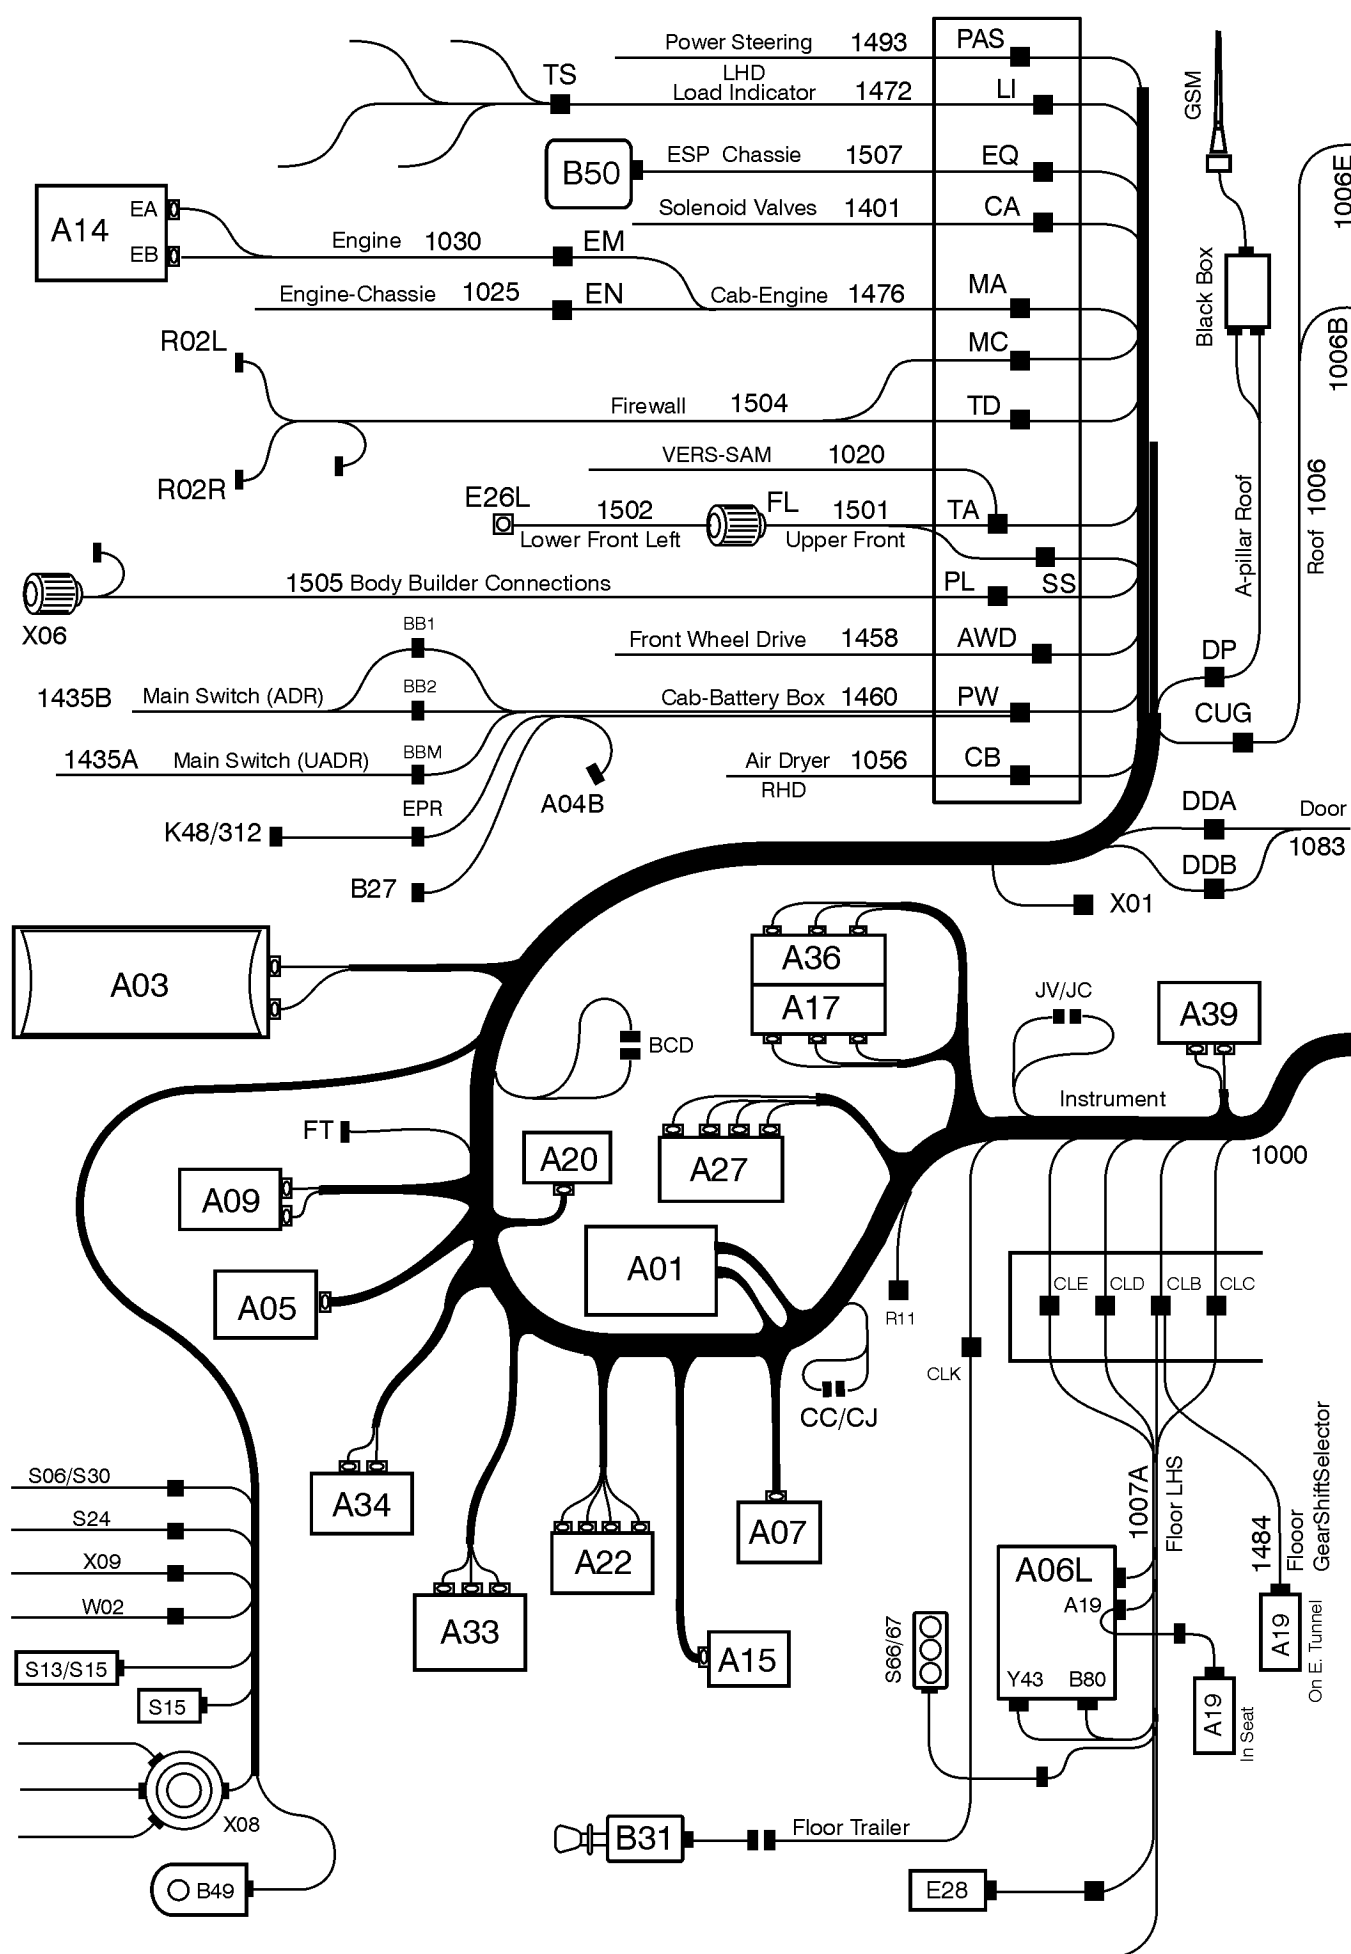 Power Steering 1493 PAS
LHD
TS
Load Indicator 1472 LI
GSM
B50
ESP Chassie 1507 EQ
Solenoid Valves 1401 CA
1006E
A14
EA
EB
Engine 1030 EM
Engine-Chassie 1025 EN
Cab-Engine 1476 MA
Black Box
1006B
R02L
MC
Firewall 1504 TD
R02R
VERS-SAM 1020
E26L
1502
Lower Front Left
FL
1501
Upper Front
TA
A-pillar Roof
Roof 1006
1505 Body Builder Connections
PL
SS
X06
BB1
Front Wheel Drive 1458 AWD
DP
1435B Main Switch (ADR)
BB2
Cab-Battery Box 1460 PW
CUG
1435A Main Switch (UADR)
BBM
Air Dryer 1056 CB
RHD
A04B
EPR
K48/312
DDA
Door
1083
DDB
B27
X01
A03
A36
A17
JV/JC
A39
BCD
Instrument
1000
FT
A20
A27
A09
A01
A05
R11
CLE
CLD
CLB
CLC
CLK
CC/CJ
S06/S30
S24
X09
W02
S13/S15
S15
X08
B49
A34
A33
A22
A07
A15
1007A
Floor LHS
1484
Flooor
GearShiftSelector
A06L
A19
Y43
B80
S66/67
A19
On E. Tunnel
A19
In Seat
B31
Floor Trailer
E28